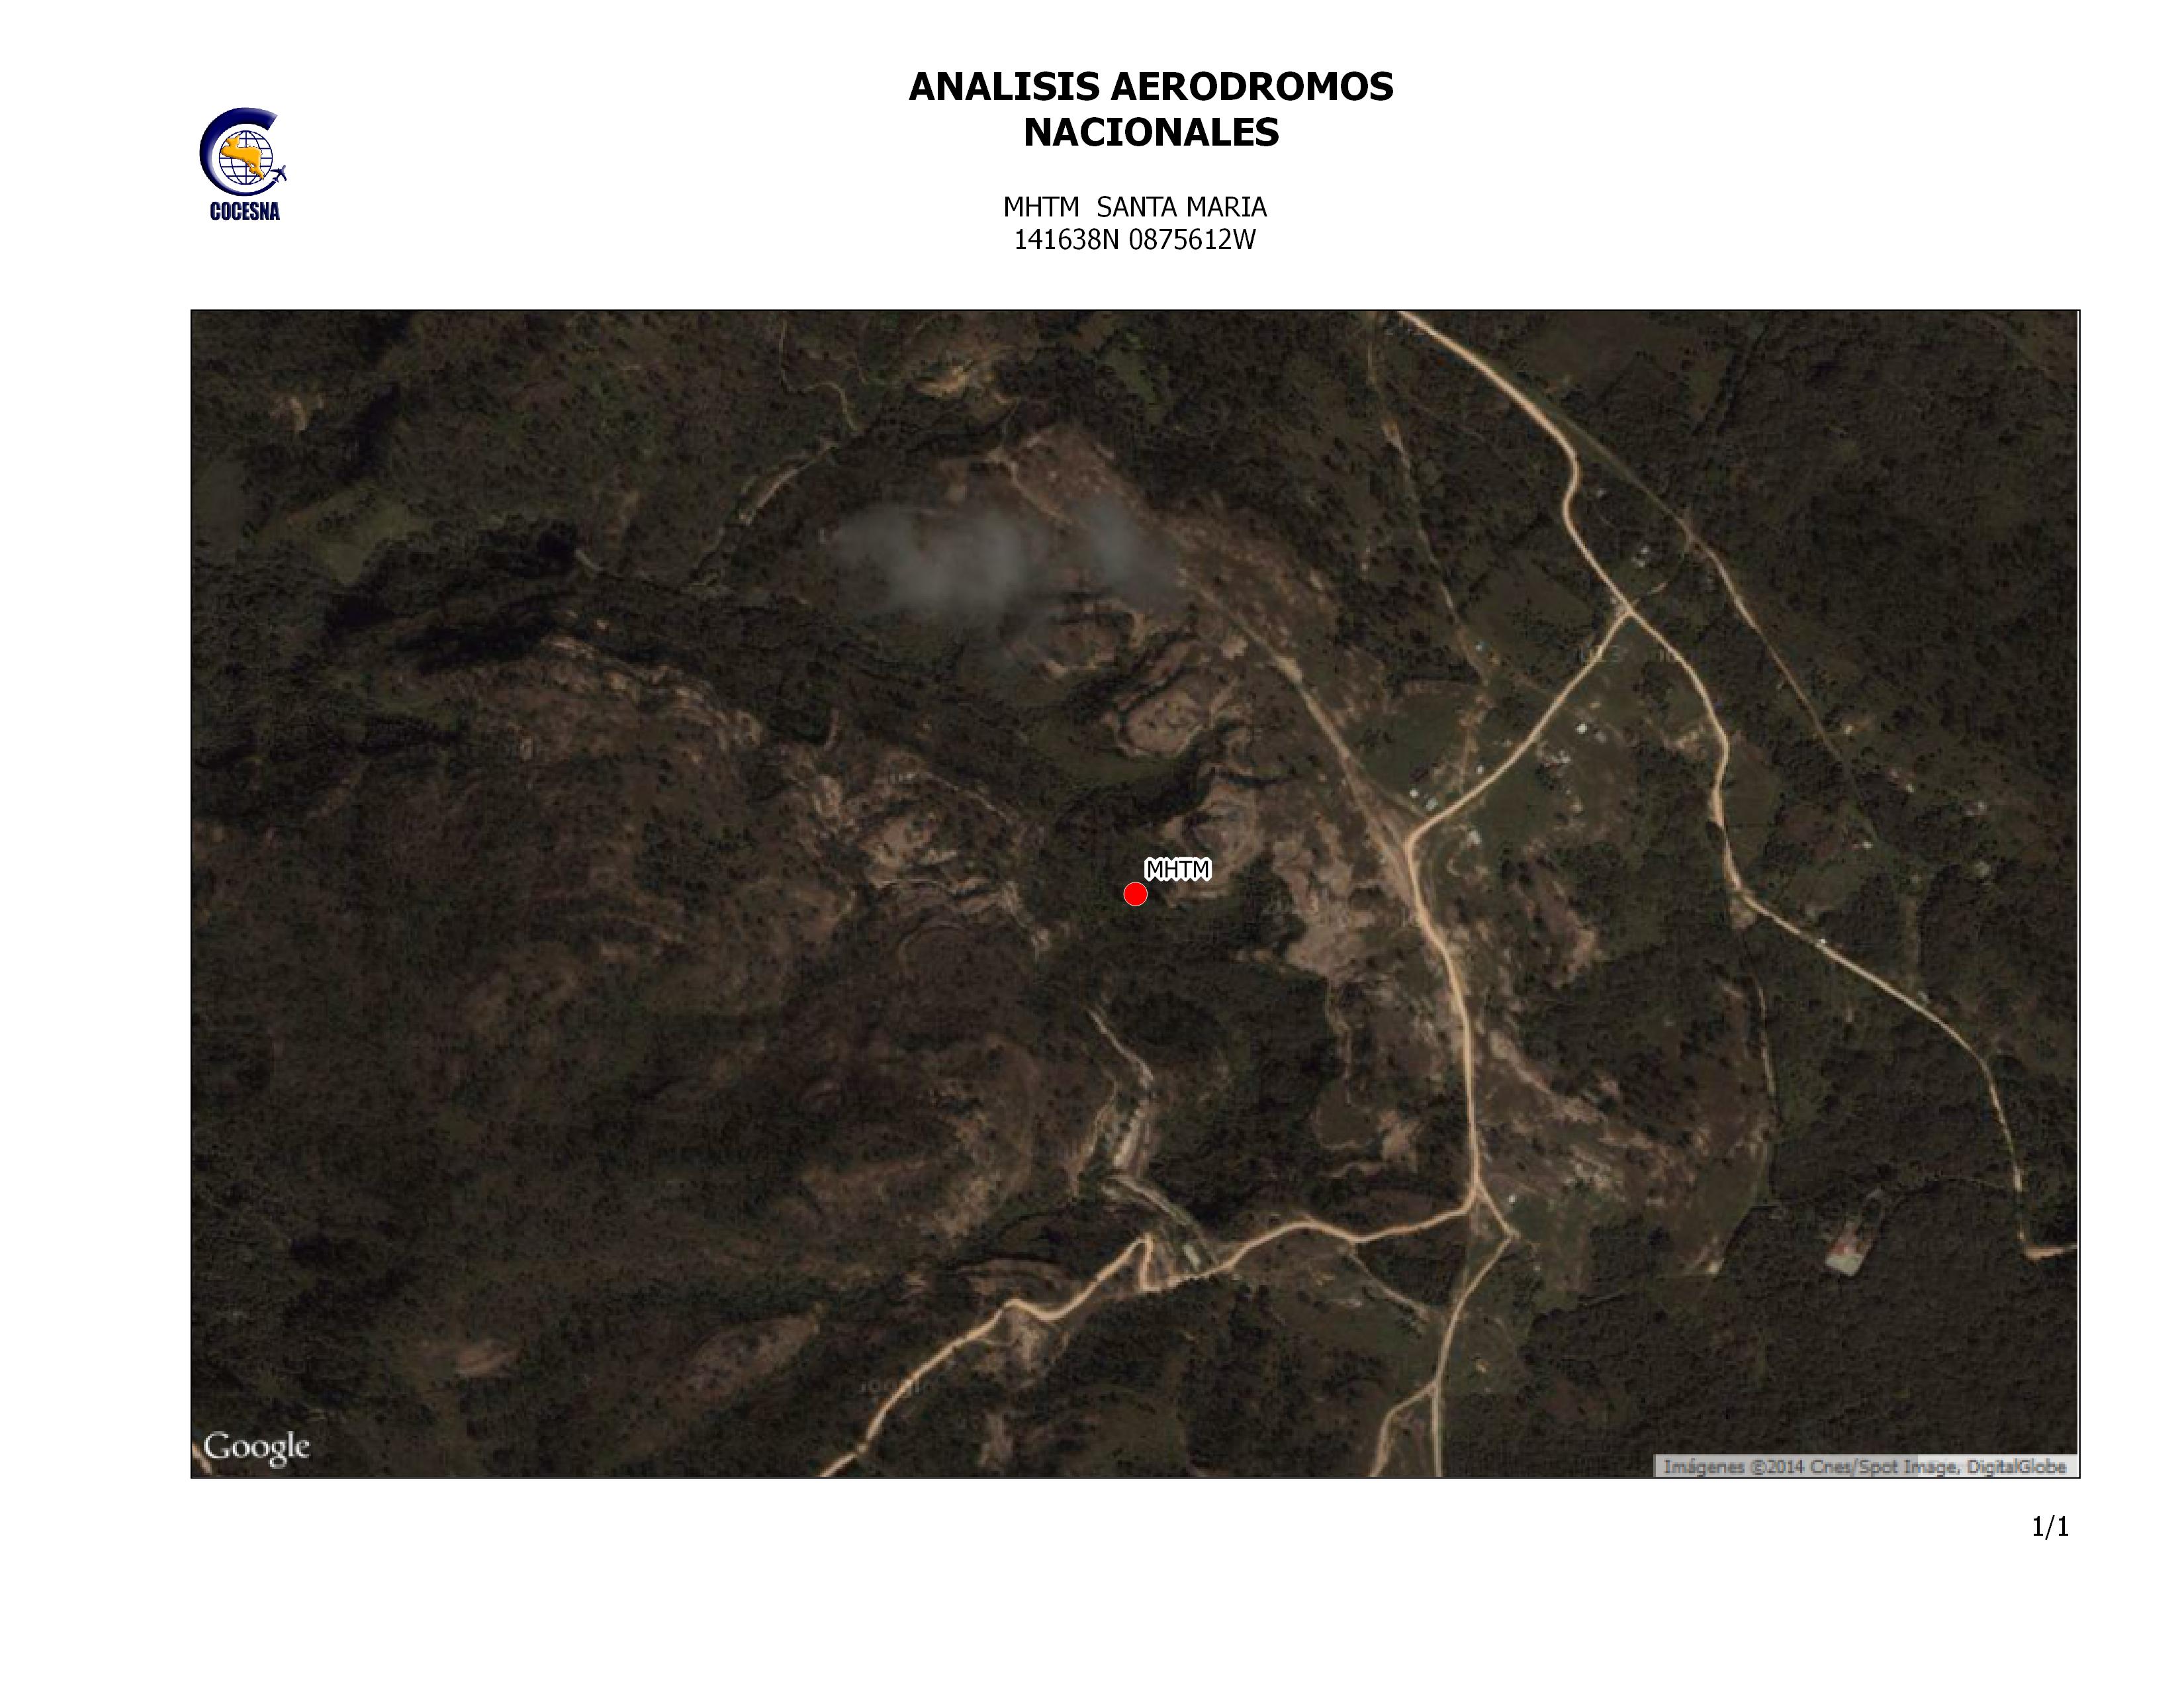 ANALISIS AERODROMOS
NACIONALES
COCESNA
MHTM SANTA MARIA
141638N 0875612W
MHTM
Google
Imágenes ©2014 Cnes/Spot Image, DigitalGlobe
1/1